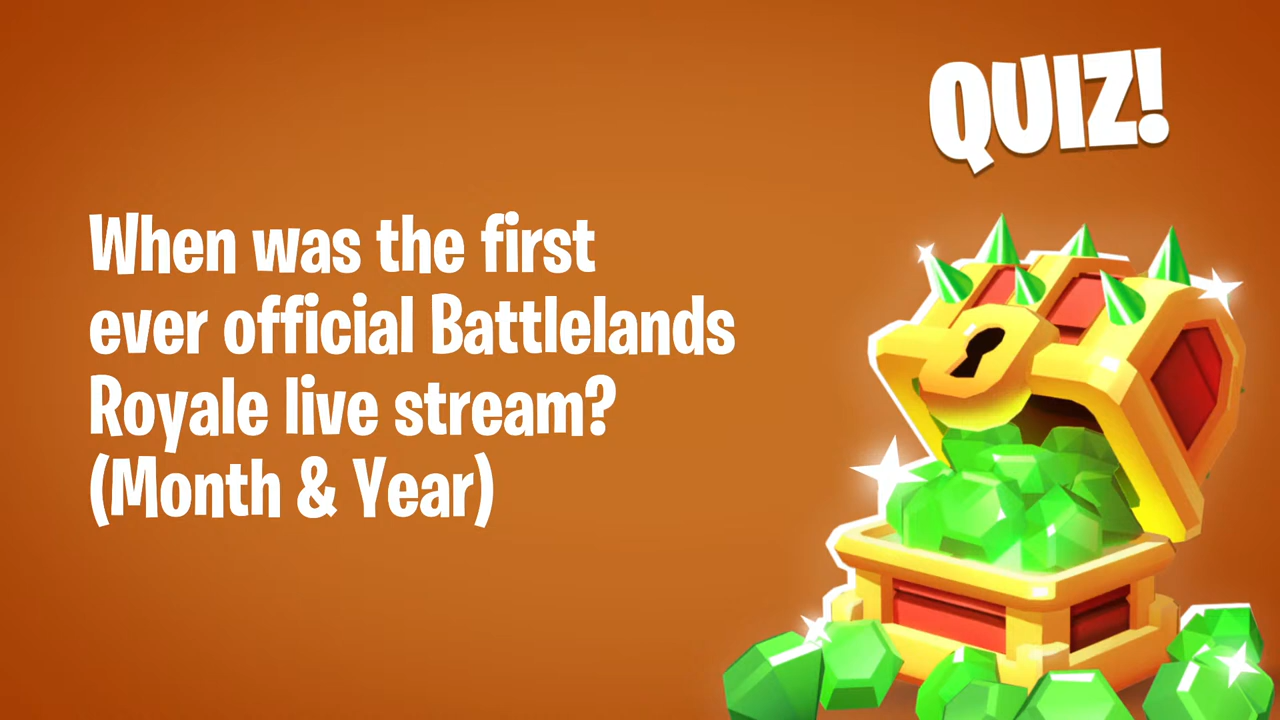 QUIZ!
When was the first
ever official Battlelands
Royale live stream?
(Month & Year)